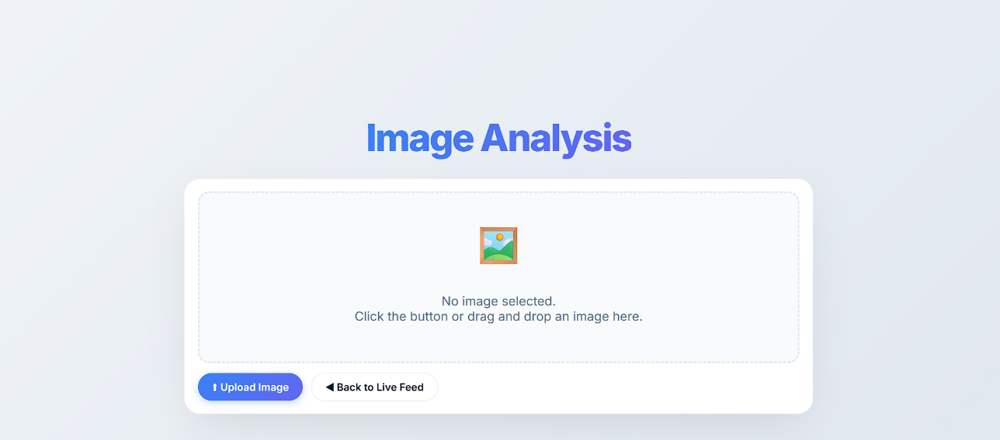 Image Analysis
No image selected.
Click the button or drag and drop an image here.
⬆ Upload Image
◀ Back to Live Feed